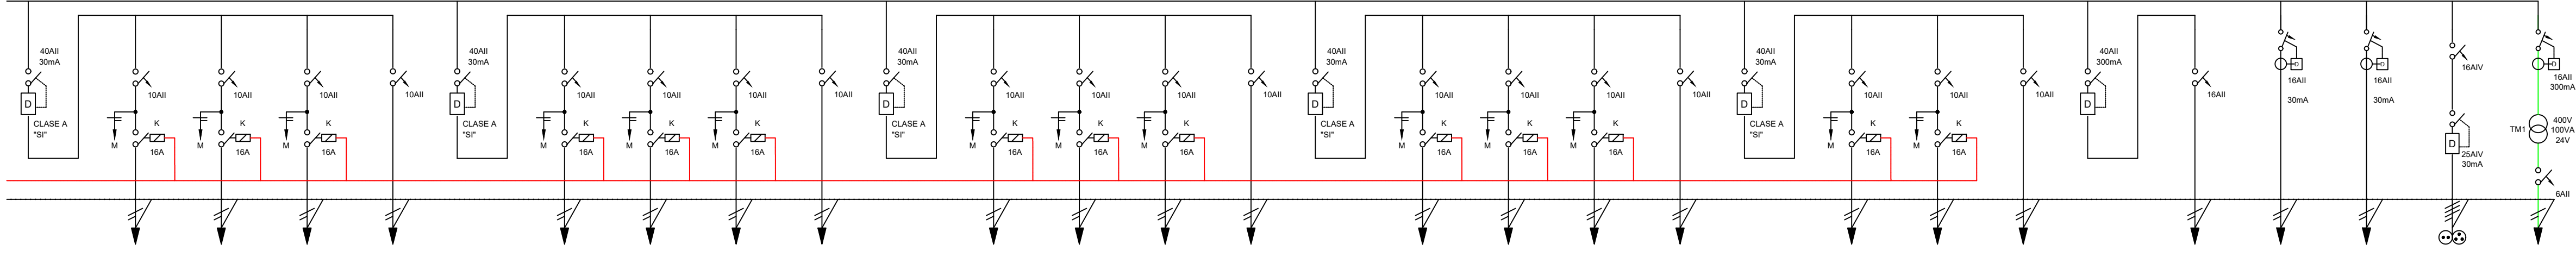 40AII
30mA
D
CLASE A
"SI"
10AII
M
K
16A
10AII
M
K
16A
10AII
M
K
16A
10AII
40AII
30mA
D
CLASE A
"SI"
10AII
M
K
16A
10AII
M
K
16A
10AII
M
K
16A
10AII
40AII
30mA
D
CLASE A
"SI"
10AII
M
K
16A
10AII
M
K
16A
10AII
M
K
16A
10AII
40AII
30mA
D
CLASE A
"SI"
10AII
M
K
16A
10AII
M
K
16A
10AII
M
K
16A
10AII
40AII
30mA
D
CLASE A
"SI"
10AII
M
K
16A
10AII
M
K
16A
10AII
40AII
300mA
D
16AII
D
16AII
30mA
D
16AII
30mA
16AIV
D
25AIV
30mA
D
16AII
300mA
TM1
400V
100VA
24V
6AII